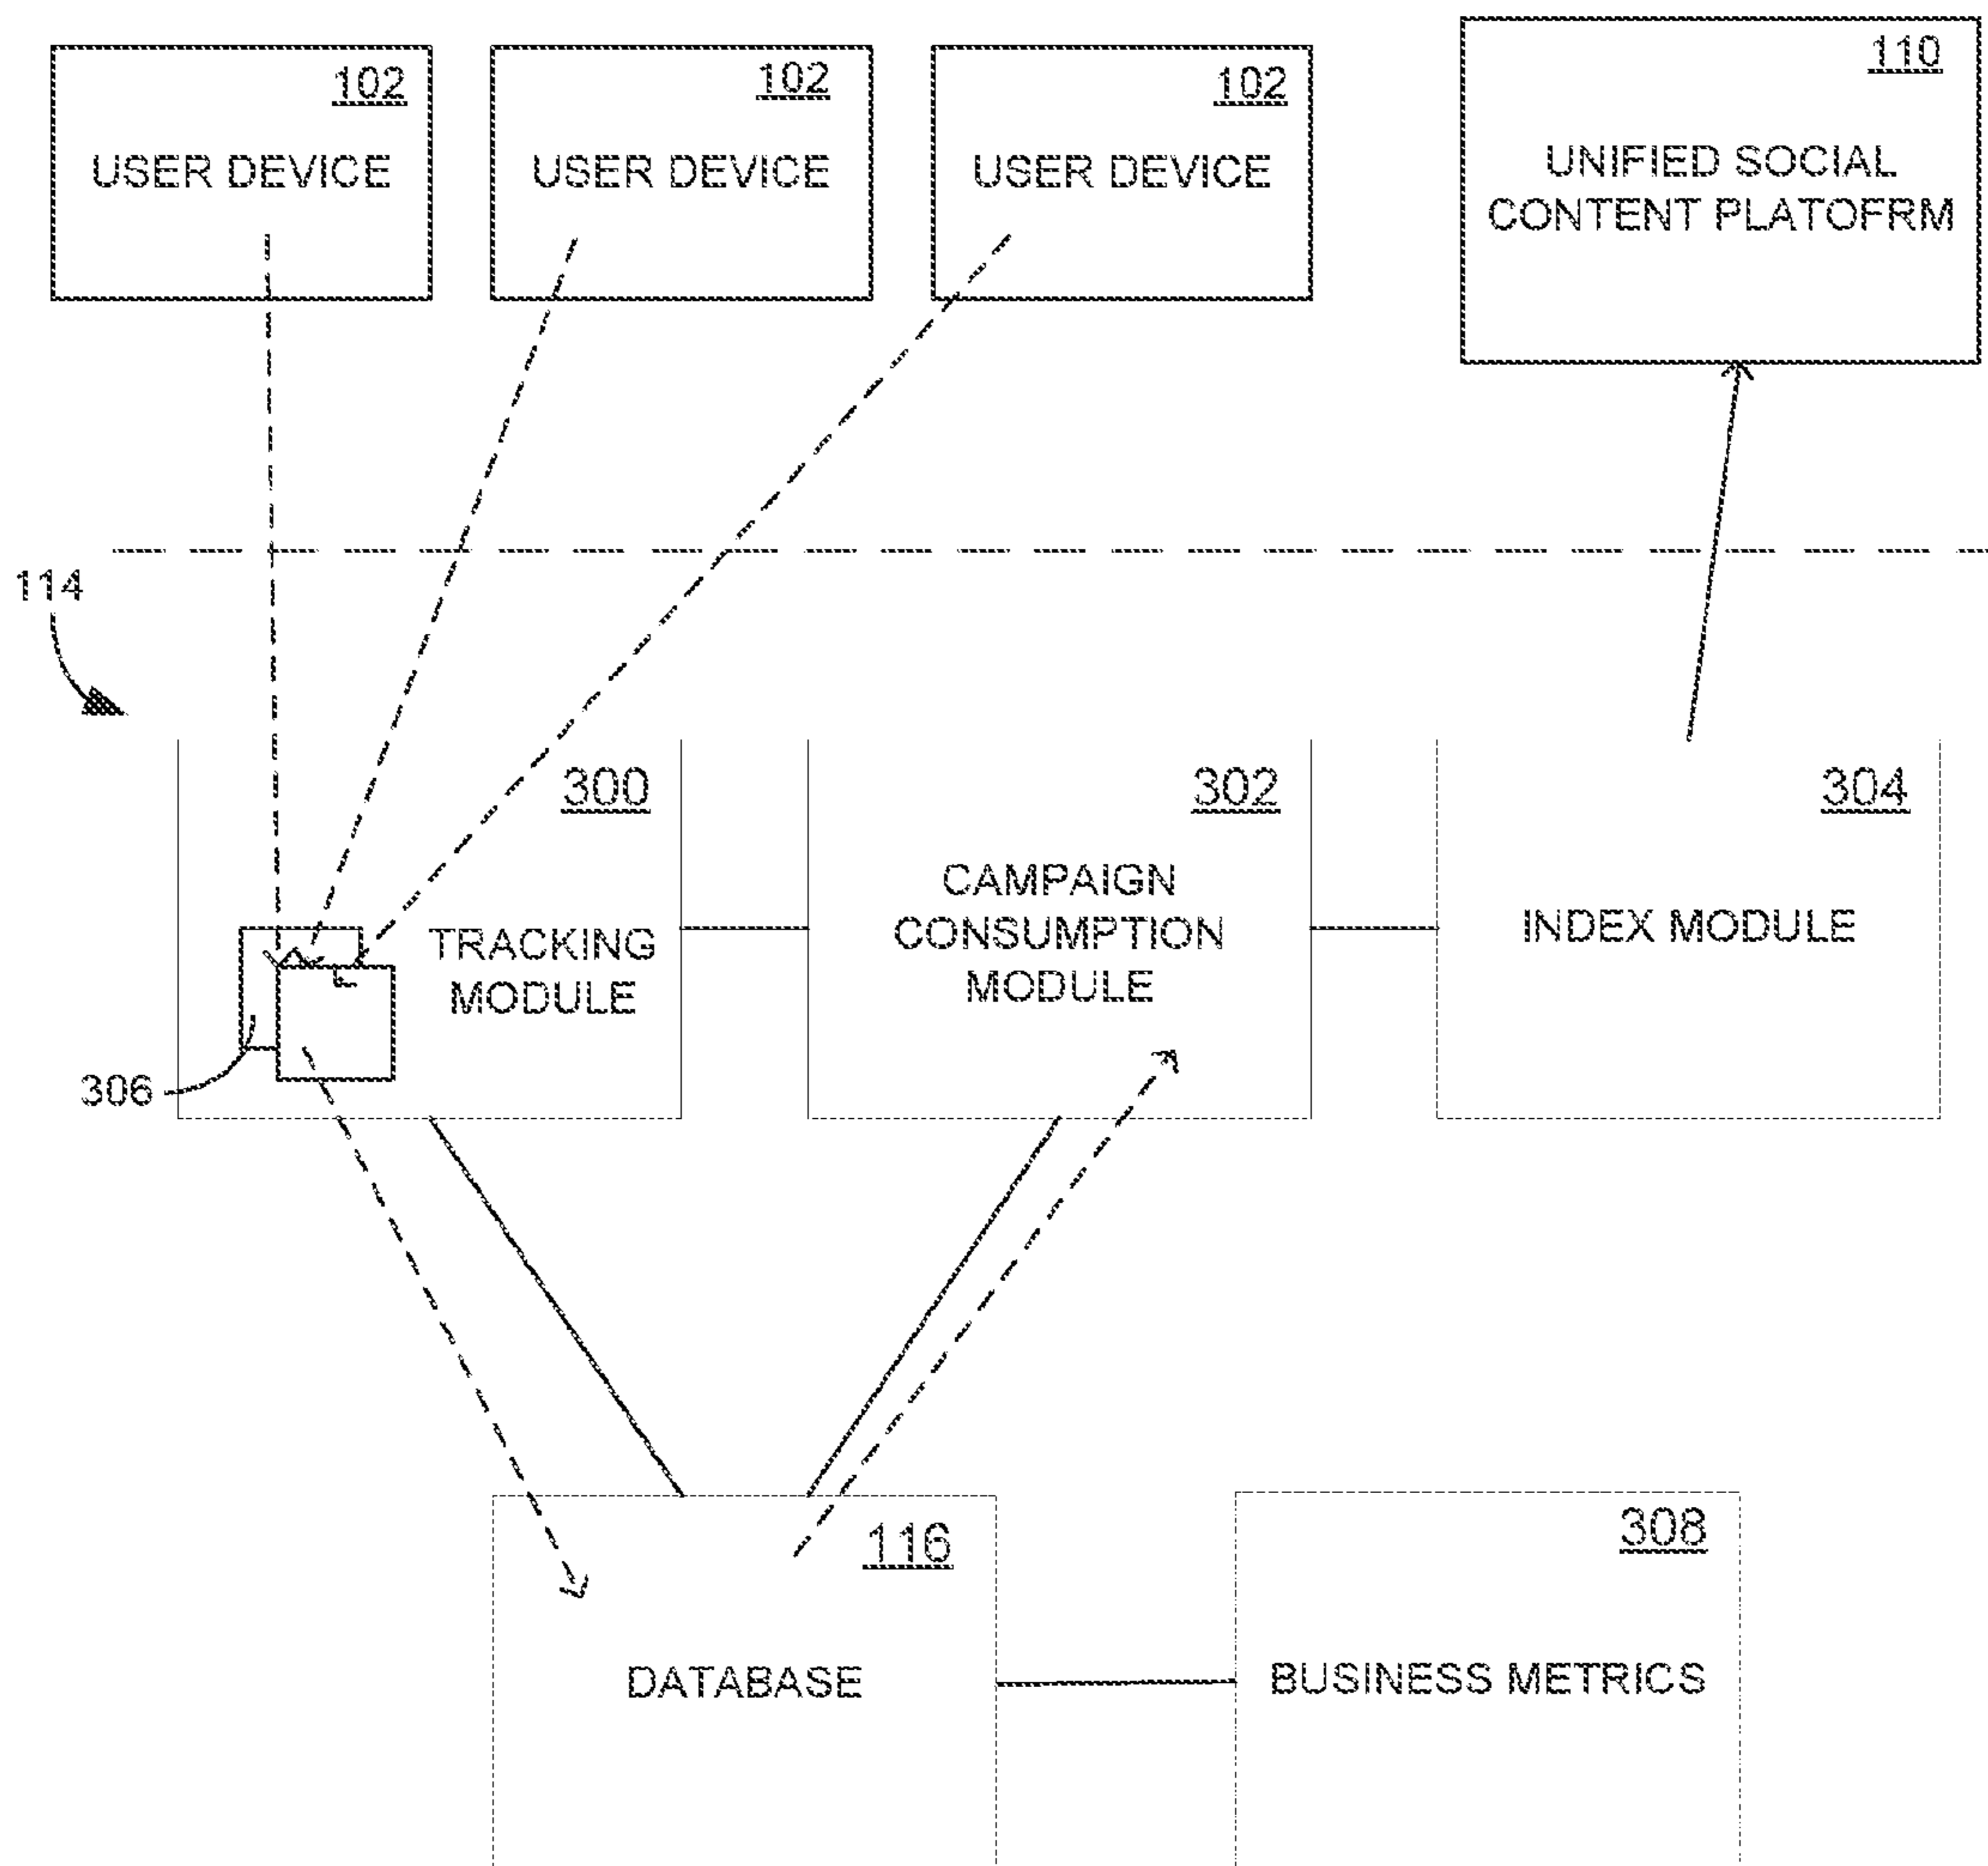 102
USER DEVICE
102
USER DEVICE
102
USER DEVICE
110
UNIFIED SOCIAL
CONTENT PLATOFRM
114
300
TRACKING
MODULE
306
302
CAMPAIGN
CONSUMPTION
MODULE
304
INDEX MODULE
116
DATABASE
308
BUSINESS METRICS